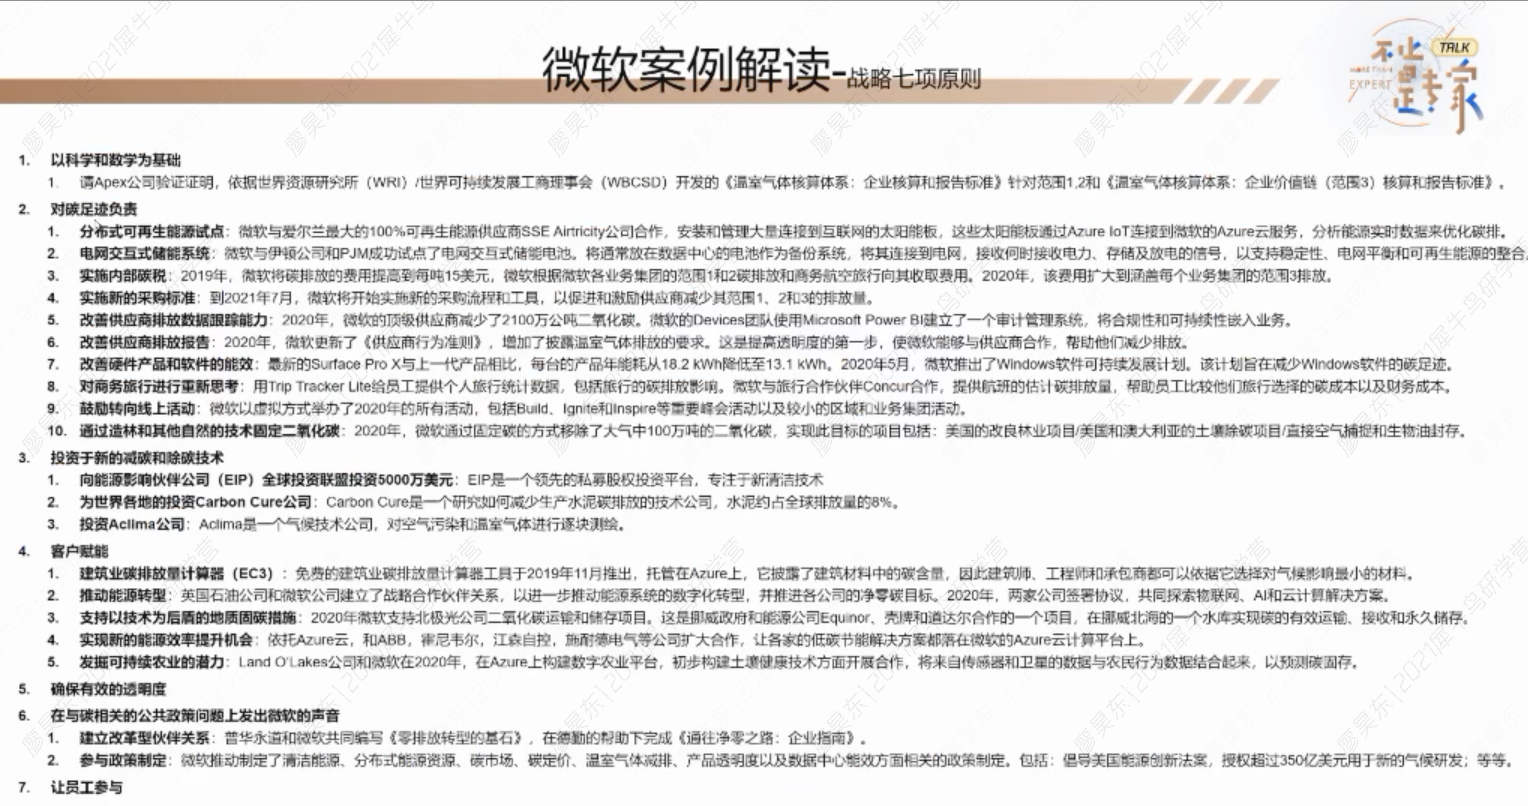 微软案例解读-战略七项原则
不止 TALK
MORE THAN
EXPERT 是专家
1. 以科学和数学为基础
1. 请Apex公司验证证明，依据世界资源研究所（WRI）/世界可持续发展工商理事会（WBCSD）开发的《温室气体核算体系：企业核算和报告标准》针对范围1,2和《温室气体核算体系：企业价值链（范围3）核算和报告标准》。
2. 对碳足迹负责
1. 分布式可再生能源试点：微软与爱尔兰最大的100%可再生能源供应商SSE Airtricity公司合作，安装和管理大量连接到互联网的太阳能板，这些太阳能板通过Azure IoT连接到微软的Azure云服务，分析能源实时数据来优化碳排。
2. 电网交互式储能系统：微软与伊顿公司和PJM成功试点了电网交互式储能电池。将通常放在数据中心的电池作为备份系统，将其连接到电网，接收何时接收电力、存储及放电的信号，以支持稳定性、电网平衡和可再生能源的整合
3. 实施内部碳税：2019年，微软将碳排放的费用提高到每吨15美元，微软根据微软各业务集团的范围1和2碳排放和商务航空旅行向其收取费用。2020年，该费用扩大到涵盖每个业务集团的范围3排放。
4. 实施新的采购标准：到2021年7月，微软将开始实施新的采购流程和工具，以促进和激励供应商减少其范围1、2和3的排放量。
5. 改善供应商排放数据跟踪能力：2020年，微软的顶级供应商减少了2100万公吨二氧化碳。微软的Devices团队使用Microsoft Power BI建立了一个审计管理系统，将合规性和可持续性嵌入业务。
6. 改善供应商排放报告：2020年，微软更新了《供应商行为准则》，增加了披露温室气体排放的要求。这是提高透明度的第一步，使微软能够与供应商合作，帮助他们减少排放。
7. 改善硬件产品和软件的能效：最新的Surface Pro X与上一代产品相比，每台的产品年能耗从18.2 kWh降低至13.1 kWh。2020年5月，微软推出了Windows软件可持续发展计划。该计划旨在减少Windows软件的碳足迹。
8. 对商务旅行进行重新思考：用Trip Tracker Lite给员工提供个人旅行统计数据，包括旅行的碳排放影响。微软与旅行合作伙伴Concur合作，提供航班的估计碳排放量，帮助员工比较他们旅行选择的碳成本以及财务成本。
9. 鼓励转向线上活动：微软以虚拟方式举办了2020年的所有活动，包括Build、Ignite和Inspire等重要峰会活动以及较小的区域和业务集团活动。
10. 通过造林和其他自然的技术固定二氧化碳：2020年，微软通过固定碳的方式移除了大气中100万吨的二氧化碳，实现此目标的项目包括：美国的改良林业项目/美国和澳大利亚的土壤除碳项目/直接空气捕捉和生物油封存。
3. 投资于新的减碳和除碳技术
1. 向能源影响伙伴公司（EIP）全球投资联盟投资5000万美元：EIP是一个领先的私募股权投资平台，专注于新清洁技术
2. 为世界各地的投资Carbon Cure公司：Carbon Cure是一个研究如何减少生产水泥碳排放的技术公司，水泥约占全球排放量的8%。
3. 投资Aclima公司：Aclima是一个气候技术公司，对空气污染和温室气体进行逐块测绘。
4. 客户赋能
1. 建筑业碳排放量计算器（EC3）：免费的建筑业碳排放量计算器工具于2019年11月推出，托管在Azure上，它披露了建筑材料中的碳含量，因此建筑师、工程师和承包商都可以依据它选择对气候影响最小的材料。
2. 推动能源转型：英国石油公司和微软公司建立了战略合作伙伴关系，以进一步推动能源系统的数字化转型，并推进各公司的净零碳目标。2020年，两家公司签署协议，共同探索物联网、AI和云计算解决方案。
3. 支持以技术为后盾的地质固碳措施：2020年微软支持北极光公司二氧化碳运输和储存项目。这是挪威政府和能源公司Equinor、壳牌和道达尔合作的一个项目，在挪威北海的一个水库实现碳的有效运输、接收和永久储存。
4. 实现新的能源效率提升机会：依托Azure云，和ABB，霍尼韦尔，江森自控，施耐德电气等公司扩大合作，让各家的低碳节能解决方案都落在微软的Azure云计算平台上。
5. 发掘可持续农业的潜力：Land O'Lakes公司和微软在2020年，在Azure上构建数字农业平台，初步构建土壤健康技术方面开展合作，将来自传感器和卫星的数据与农民行为数据结合起来，以预测碳固存。
5. 确保有效的透明度
6. 在与碳相关的公共政策问题上发出微软的声音
1. 建立改革型伙伴关系：普华永道和微软共同编写《零排放转型的基石》，在德勤的帮助下完成《通往净零之路：企业指南》。
2. 参与政策制定：微软推动制定了清洁能源、分布式能源资源、碳市场、碳定价、温室气体减排、产品透明度以及数据中心能效方面相关的政策制定。包括：倡导美国能源创新法案，授权超过350亿美元用于新的气候研发；等等。
7. 让员工参与